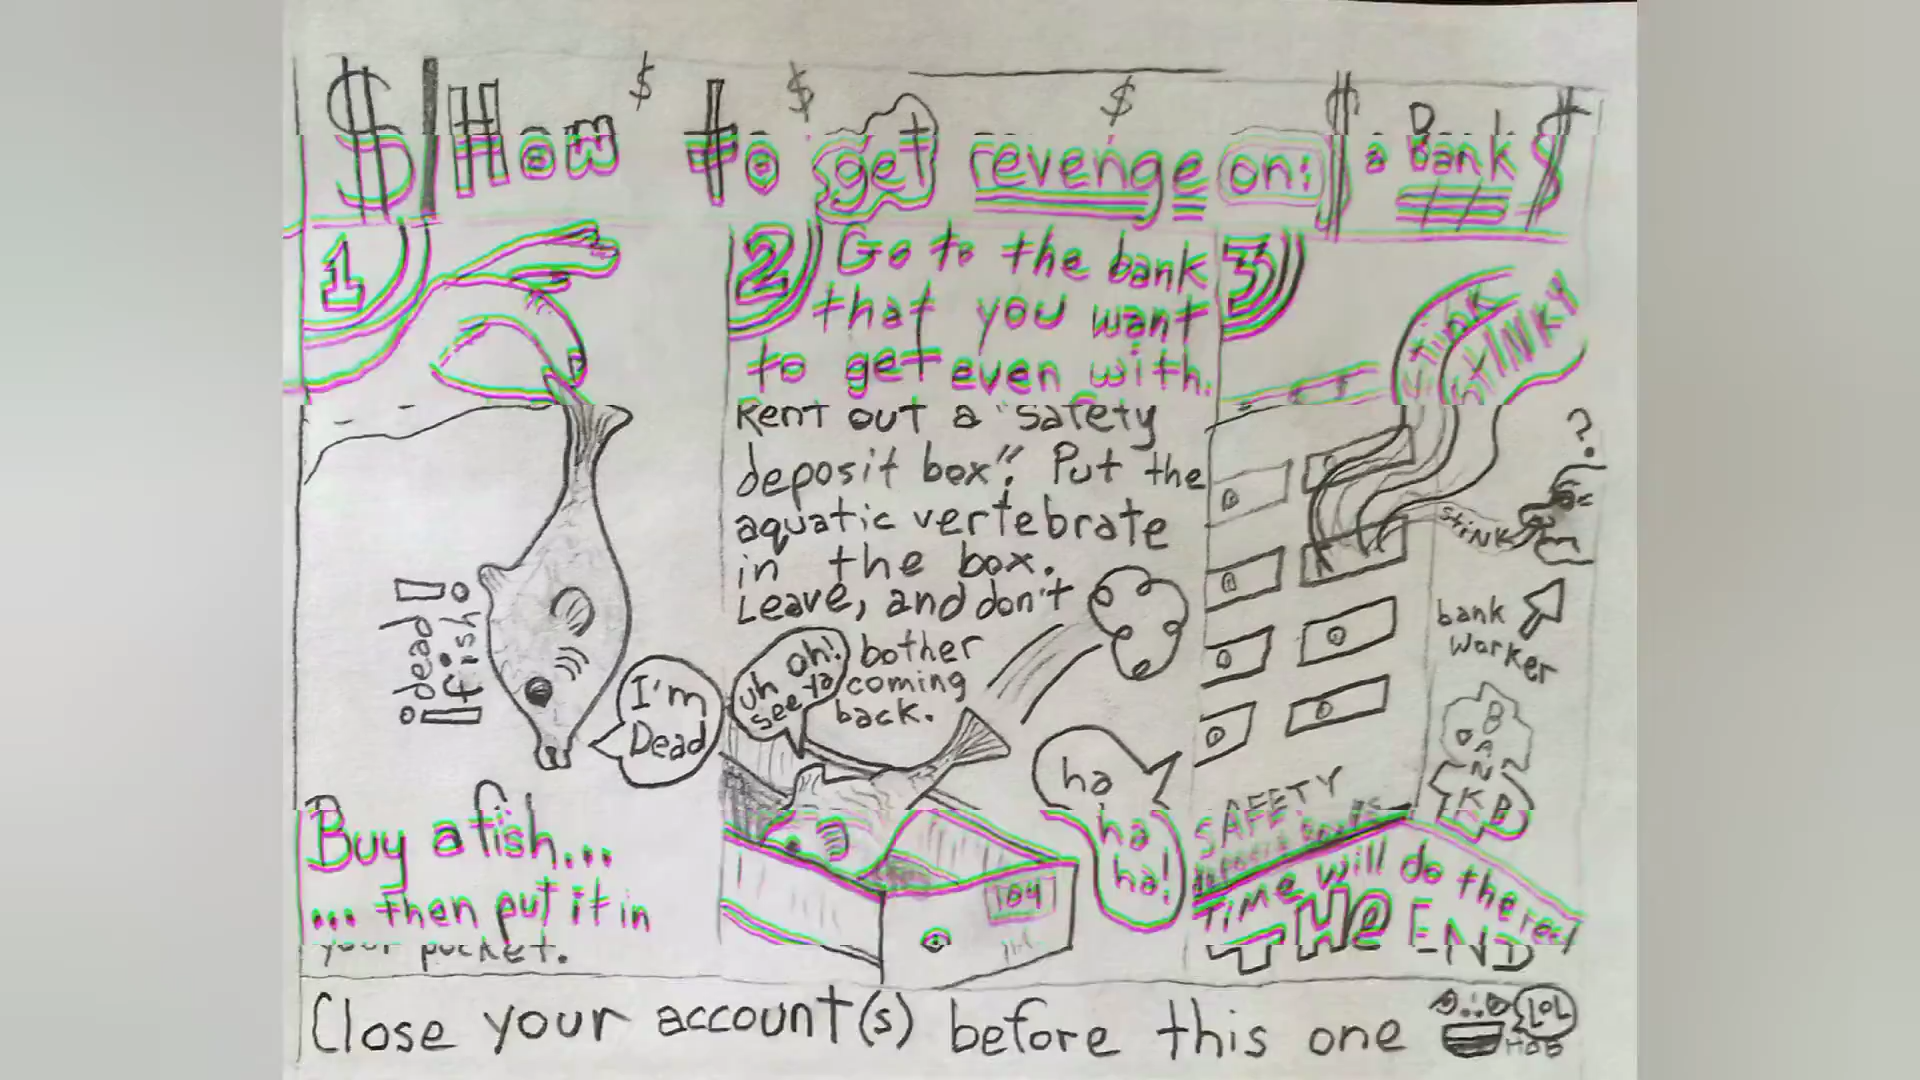 $ How $ to $ get revenge $ on: $ a Bank $
1
dead
fish
I'm
Dead
Buy a fish...
... then put it in
your pocket.
2
Go to the bank
that you want
to get even with.
Rent out a "safety
deposit box". Put the
aquatic vertebrate
in the box.
Leave, and don't
bother
coming
back.
uh oh!
see ya
104
ha
ha
ha!
3
Stink
STINKY
?
stink
bank
worker
SAFETY
deposit boxes
Time will do the rest
THE END
Close your account(s) before this one
LOL